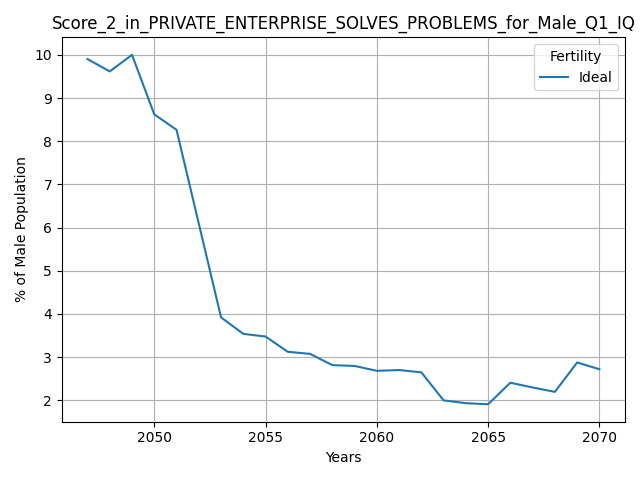 Score_2_in_PRIVATE_ENTERPRISE_SOLVES_PROBLEMS_for_Male_Q1_IQ
Fertility
Ideal
% of Male Population
10
9
8
7
6
5
4
3
2
2050 2055 2060 2065 2070
Years